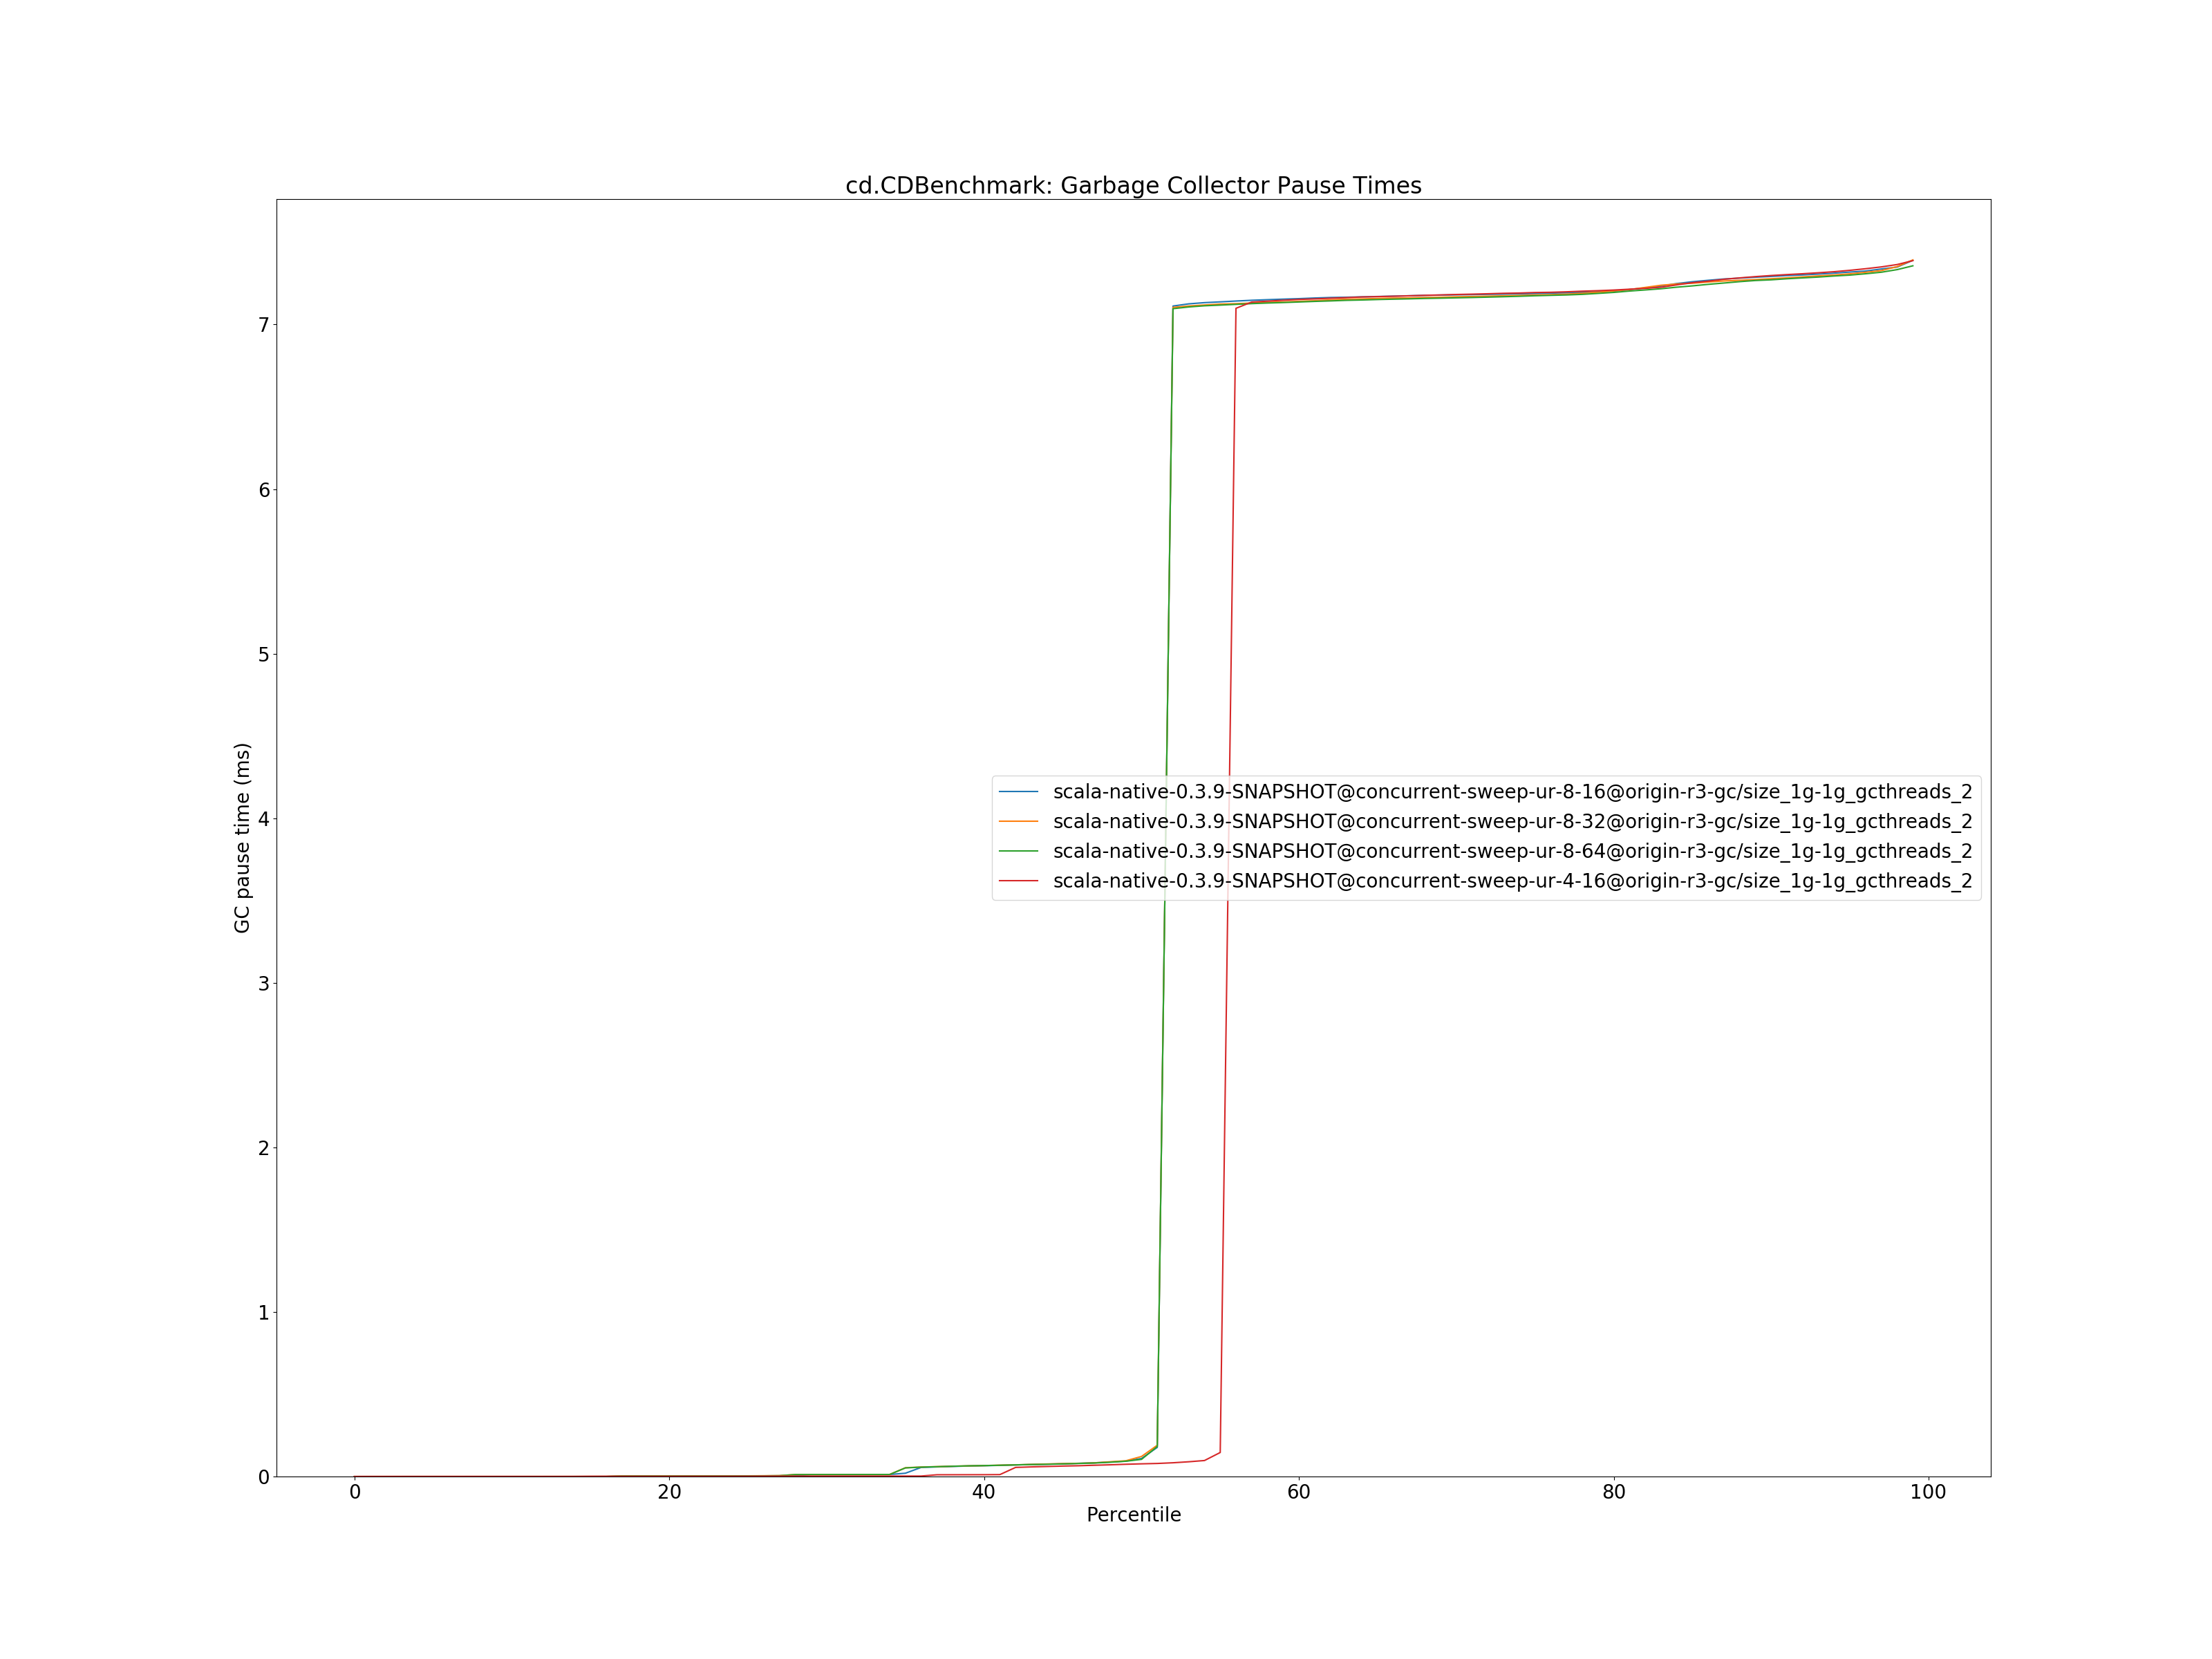 cd.CDBenchmark: Garbage Collector Pause Times
GC pause time (ms)
7
6
5
4
3
2
1
0
scala-native-0.3.9-SNAPSHOT@concurrent-sweep-ur-8-16@origin-r3-gc/size_1g-1g_gcthreads_2
scala-native-0.3.9-SNAPSHOT@concurrent-sweep-ur-8-32@origin-r3-gc/size_1g-1g_gcthreads_2
scala-native-0.3.9-SNAPSHOT@concurrent-sweep-ur-8-64@origin-r3-gc/size_1g-1g_gcthreads_2
scala-native-0.3.9-SNAPSHOT@concurrent-sweep-ur-4-16@origin-r3-gc/size_1g-1g_gcthreads_2
0 20 40 60 80 100
Percentile